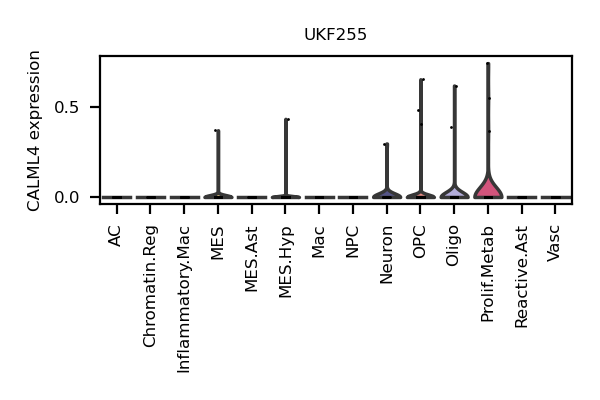 UKF255
CALML4 expression
0.5
0.0
AC
Chromatin.Reg
Inflammatory.Mac
MES
MES.Ast
MES.Hyp
Mac
NPC
Neuron
OPC
Oligo
Prolif.Metab
Reactive.Ast
Vasc